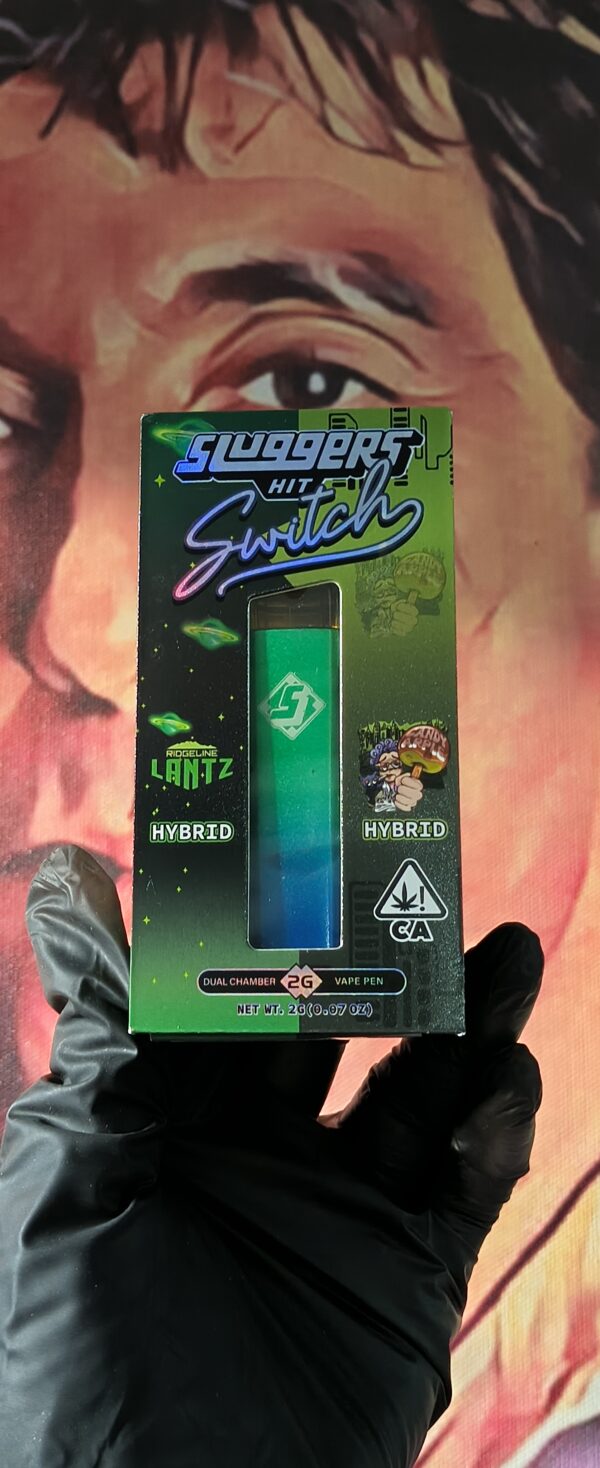 SLUGGERS
HIT
Switch
RIDGELINE
LANTZ
HYBRID
HYBRID
CA
DUAL CHAMBER 2G VAPE PEN
NET WT. 2G(0.07 OZ)